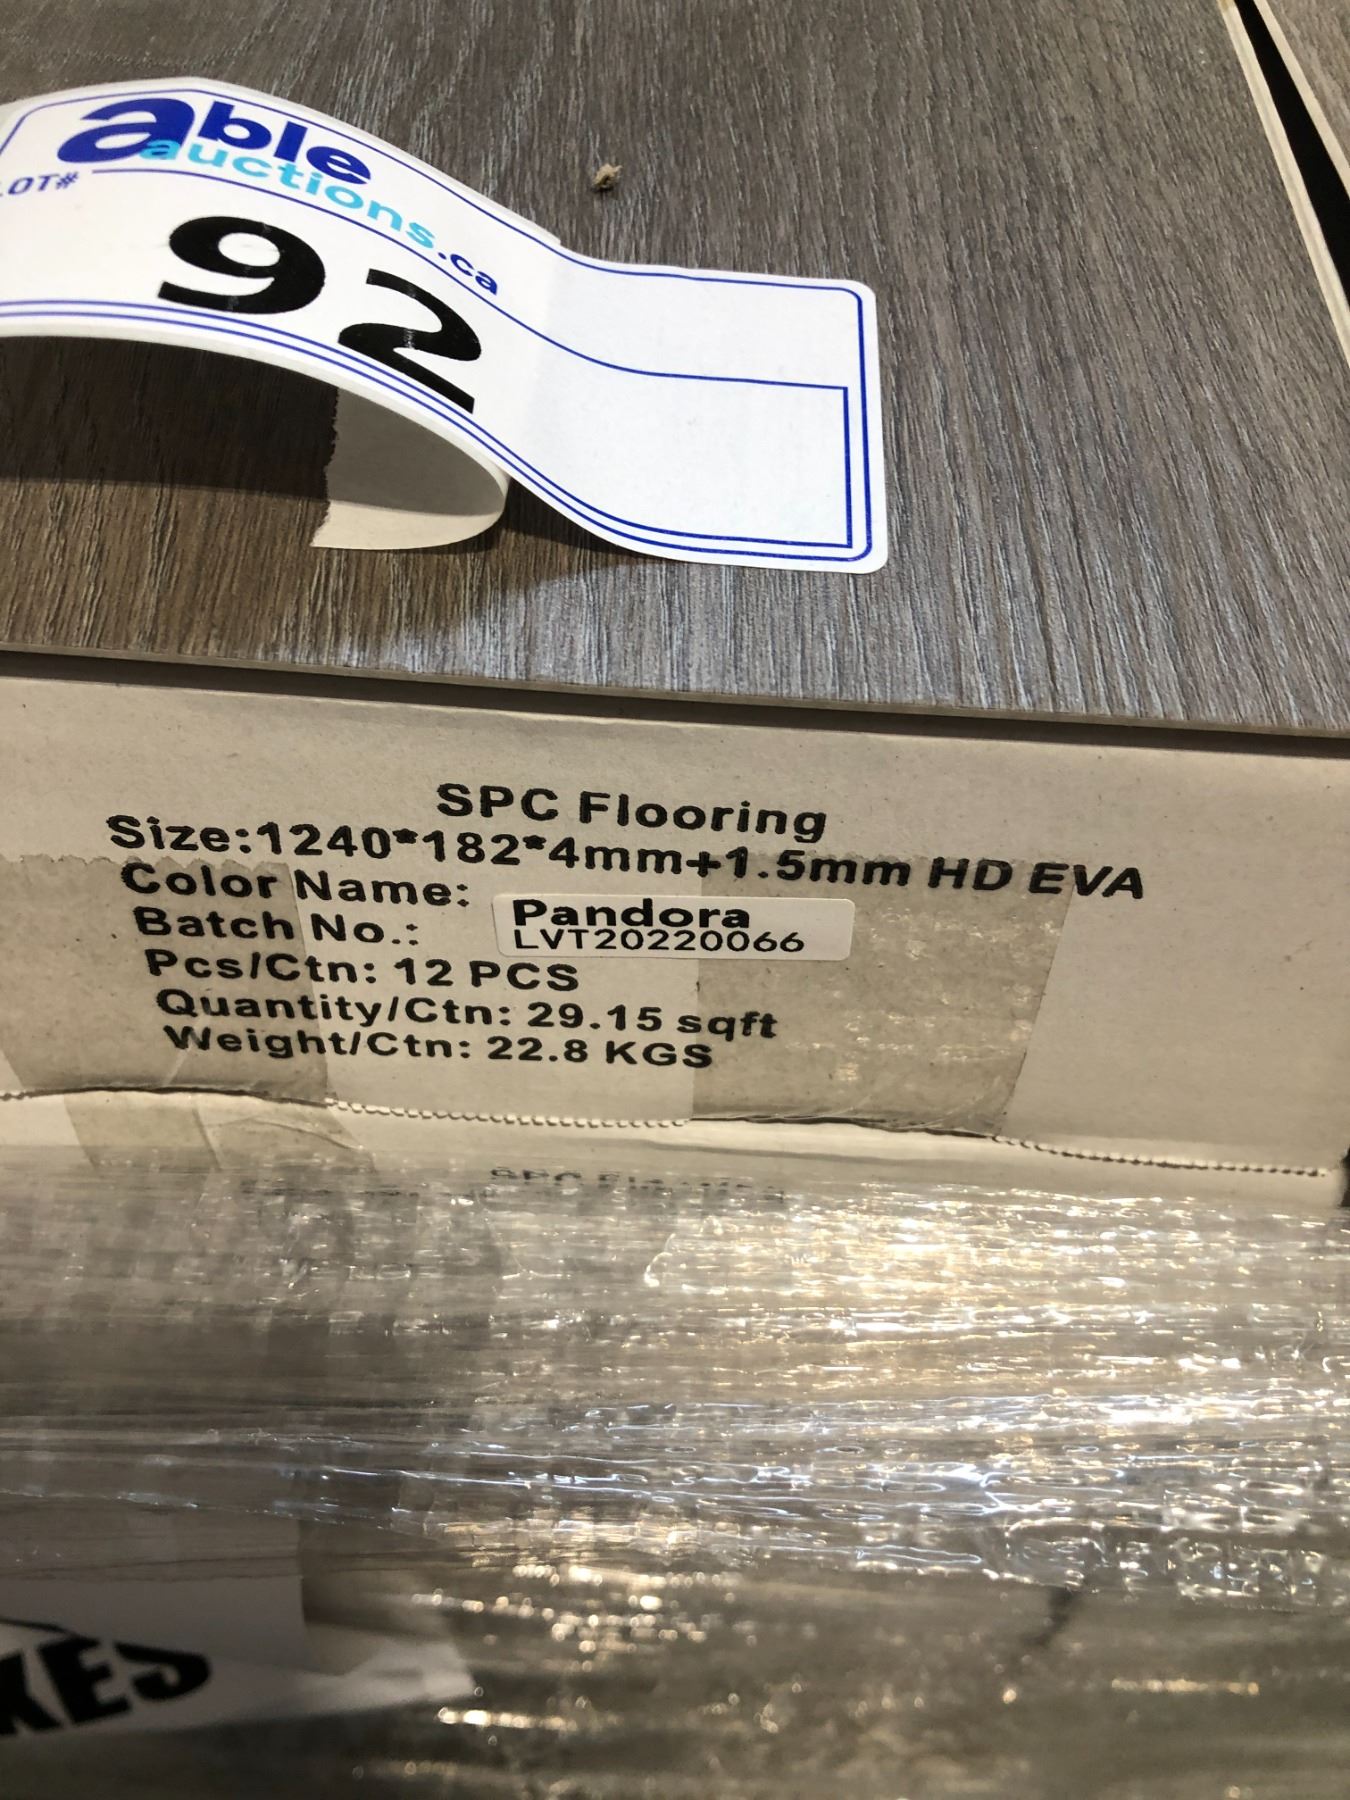 able
auctions.ca
LOT#
92
SPC Flooring
Size:1240*182*4mm+1.5mm HD EVA
Color Name: Pandora
Batch No.: LVT20220066
Pcs/Ctn: 12 PCS
Quantity/Ctn: 29.15 sqft
Weight/Ctn: 22.8 KGS